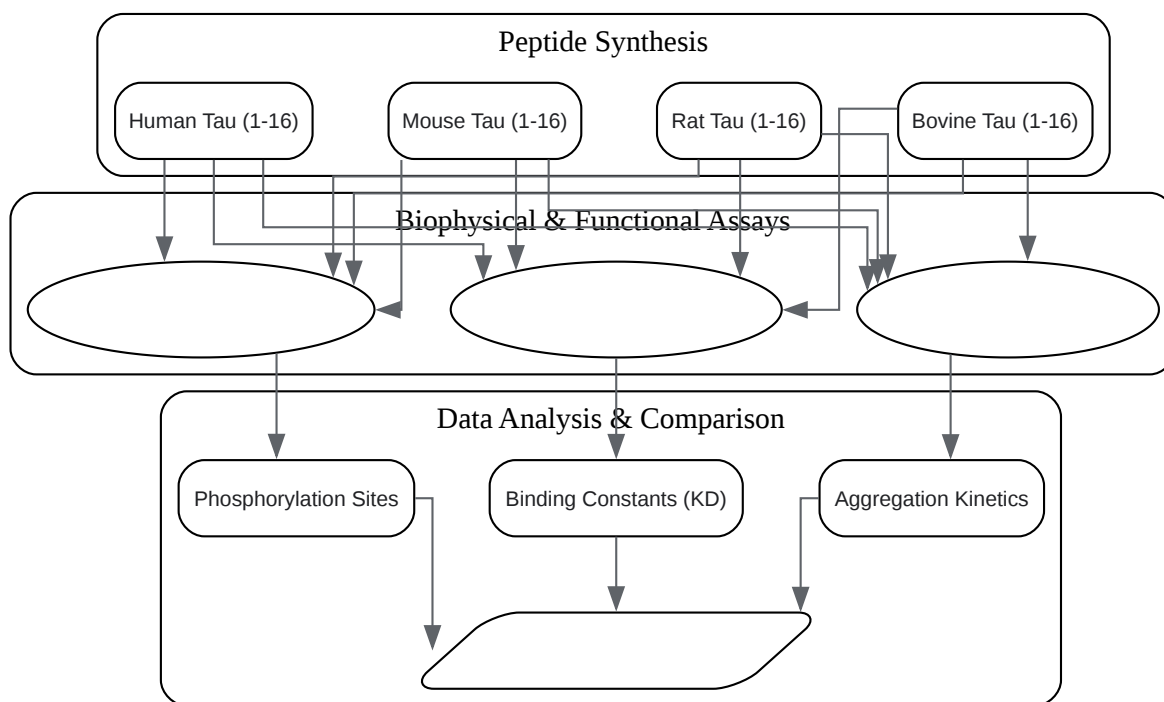 Peptide Synthesis
Human Tau (1-16)
Mouse Tau (1-16)
Rat Tau (1-16)
Bovine Tau (1-16)
Biophysical & Functional Assays
Data Analysis & Comparison
Phosphorylation Sites
Binding Constants (KD)
Aggregation Kinetics